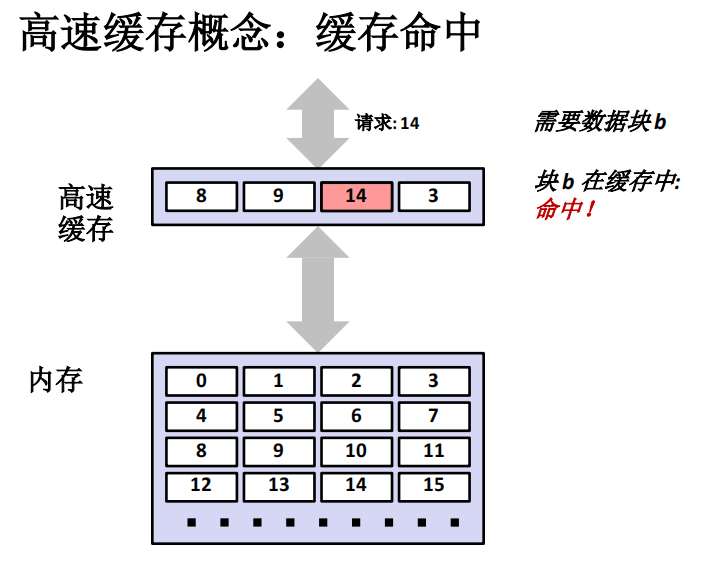 高速缓存概念：缓存命中
请求: 14
需要数据块 b
高速
缓存
8 9 14 3
块 b 在缓存中:
命中！
内存
0 1 2 3
4 5 6 7
8 9 10 11
12 13 14 15